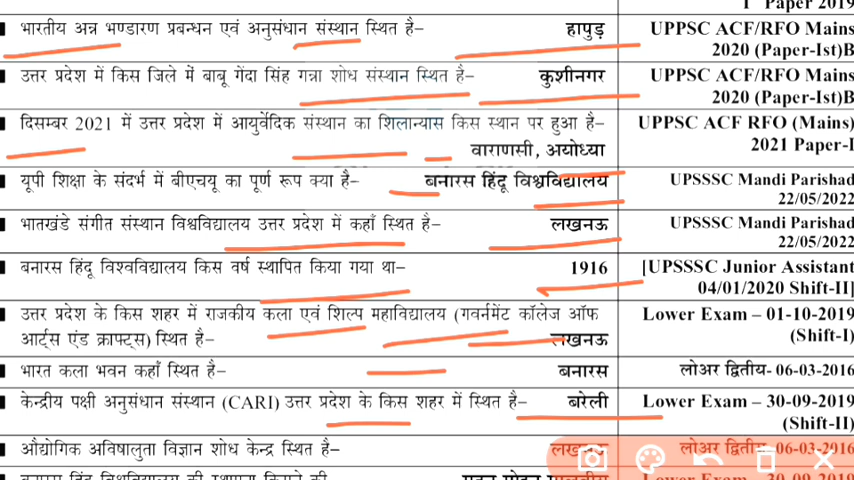 I Paper 2019
भारतीय अन्न भण्डारण प्रबन्धन एवं अनुसंधान संस्थान स्थित है– हापुड़ UPPSC ACF/RFO Mains
2020 (Paper-Ist)B
उत्तर प्रदेश में किस जिले में बाबू गेंदा सिंह गन्ना शोध संस्थान स्थित है– कुशीनगर UPPSC ACF/RFO Mains
2020 (Paper-Ist)B
दिसम्बर 2021 में उत्तर प्रदेश में आयुर्वेदिक संस्थान का शिलान्यास किस स्थान पर हुआ है– UPPSC ACF RFO (Mains)
वाराणसी, अयोध्या 2021 Paper-I
यूपी शिक्षा के संदर्भ में बीएचयू का पूर्ण रूप क्या है– बनारस हिंदू विश्वविद्यालय UPSSSC Mandi Parishad
22/05/2022
भातखंडे संगीत संस्थान विश्वविद्यालय उत्तर प्रदेश में कहाँ स्थित है– लखनऊ UPSSSC Mandi Parishad
22/05/2022
बनारस हिंदू विश्वविद्यालय किस वर्ष स्थापित किया गया था– 1916 [UPSSSC Junior Assistant
04/01/2020 Shift-II]
उत्तर प्रदेश के किस शहर में राजकीय कला एवं शिल्प महाविद्यालय (गवर्नमेंट कॉलेज ऑफ Lower Exam – 01-10-2019
आर्ट्स एंड क्राफ्ट्स) स्थित है– लखनऊ (Shift-I)
भारत कला भवन कहाँ स्थित है– बनारस लोअर द्वितीय- 06-03-2016
केन्द्रीय पक्षी अनुसंधान संस्थान (CARI) उत्तर प्रदेश के किस शहर में स्थित है– बरेली Lower Exam – 30-09-2019
(Shift-II)
औद्योगिक अविषालुता विज्ञान शोध केन्द्र स्थित है– लखनऊ लोअर द्वितीय- 06-03-2016